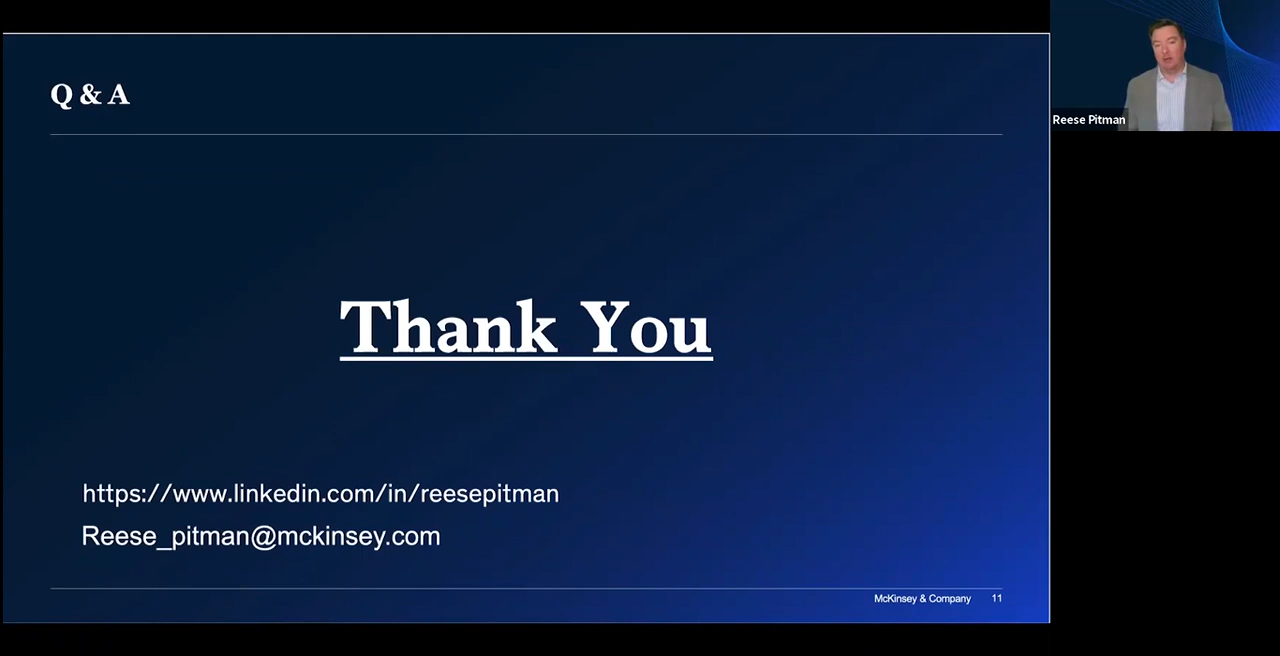 Q & A
Thank You
https://www.linkedin.com/in/reesepitman
Reese_pitman@mckinsey.com
McKinsey & Company 11
Reese Pitman